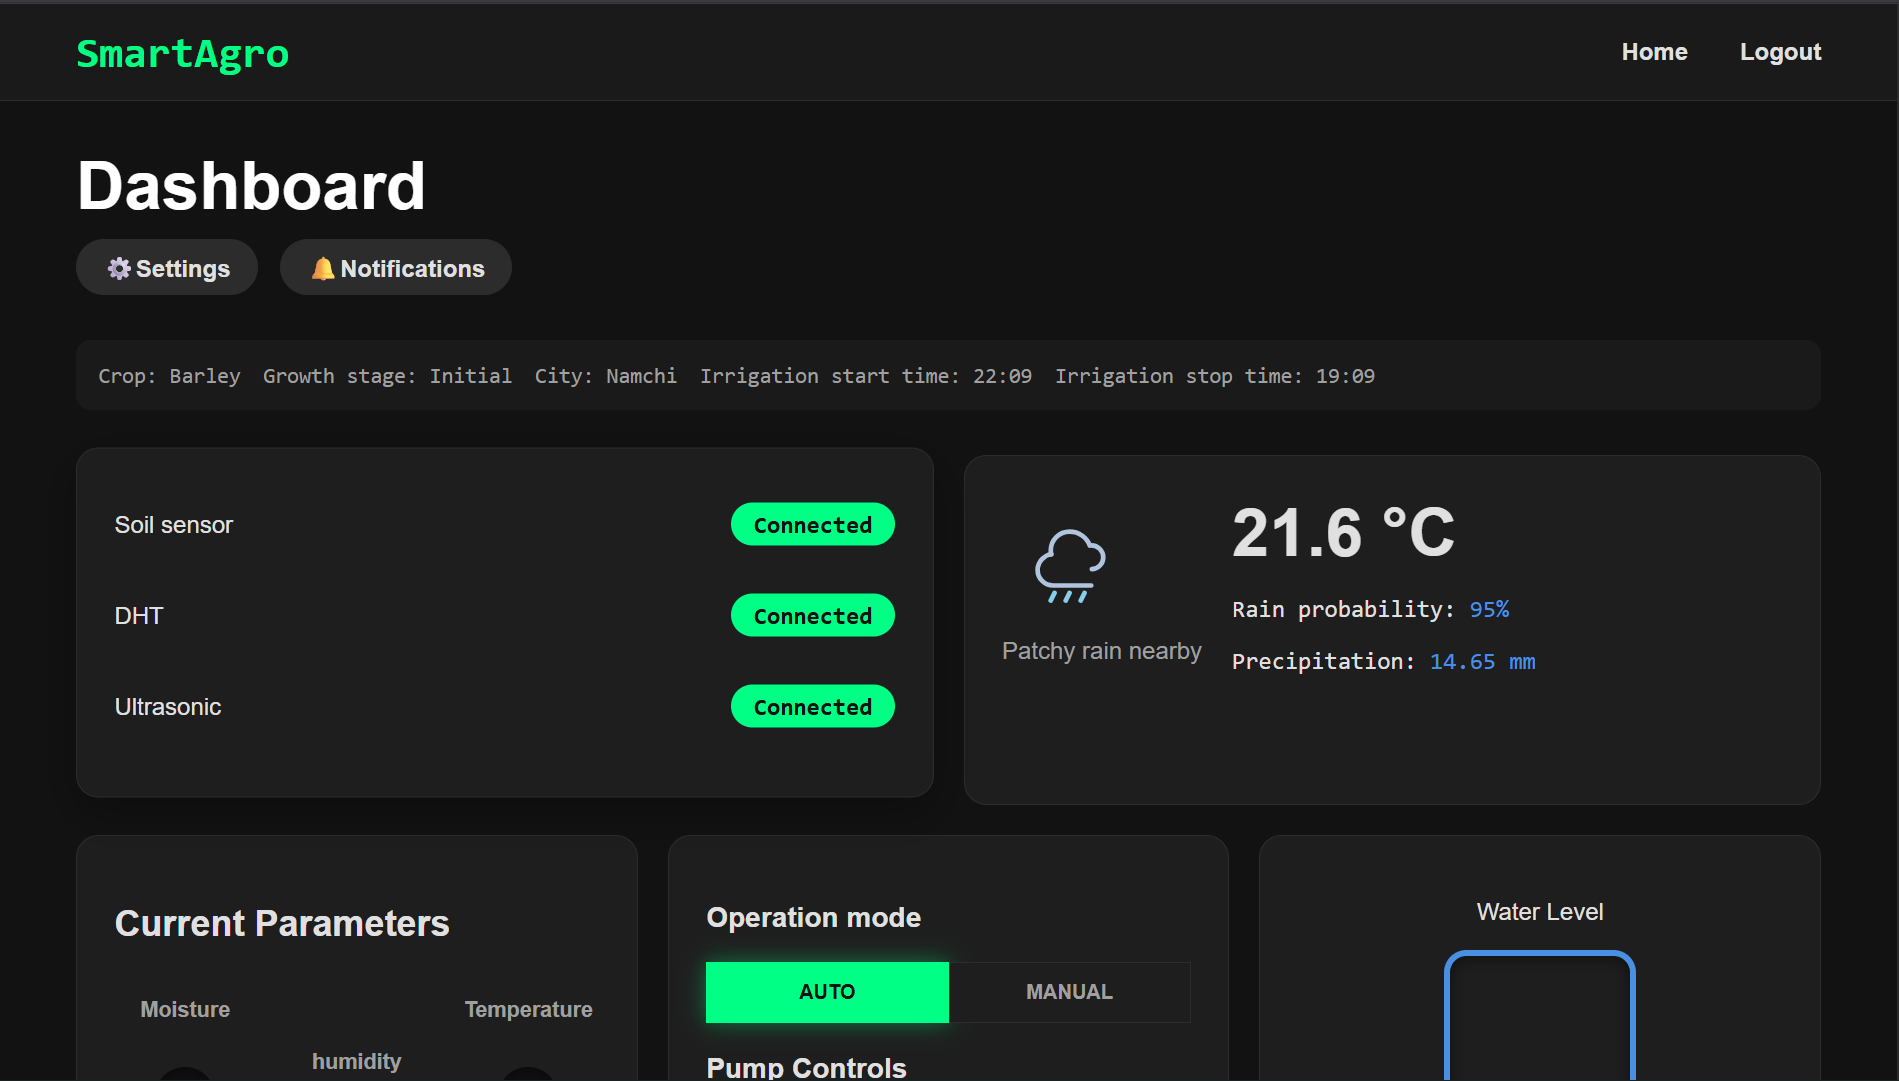 SmartAgro
Home Logout
Dashboard
Settings Notifications
Crop: Barley Growth stage: Initial City: Namchi Irrigation start time: 22:09 Irrigation stop time: 19:09
Soil sensor Connected
DHT Connected
Ultrasonic Connected
21.6 °C
Rain probability: 95%
Patchy rain nearby
Precipitation: 14.65 mm
Current Parameters
Moisture
Temperature
humidity
Operation mode
AUTO MANUAL
Pump Controls
Water Level